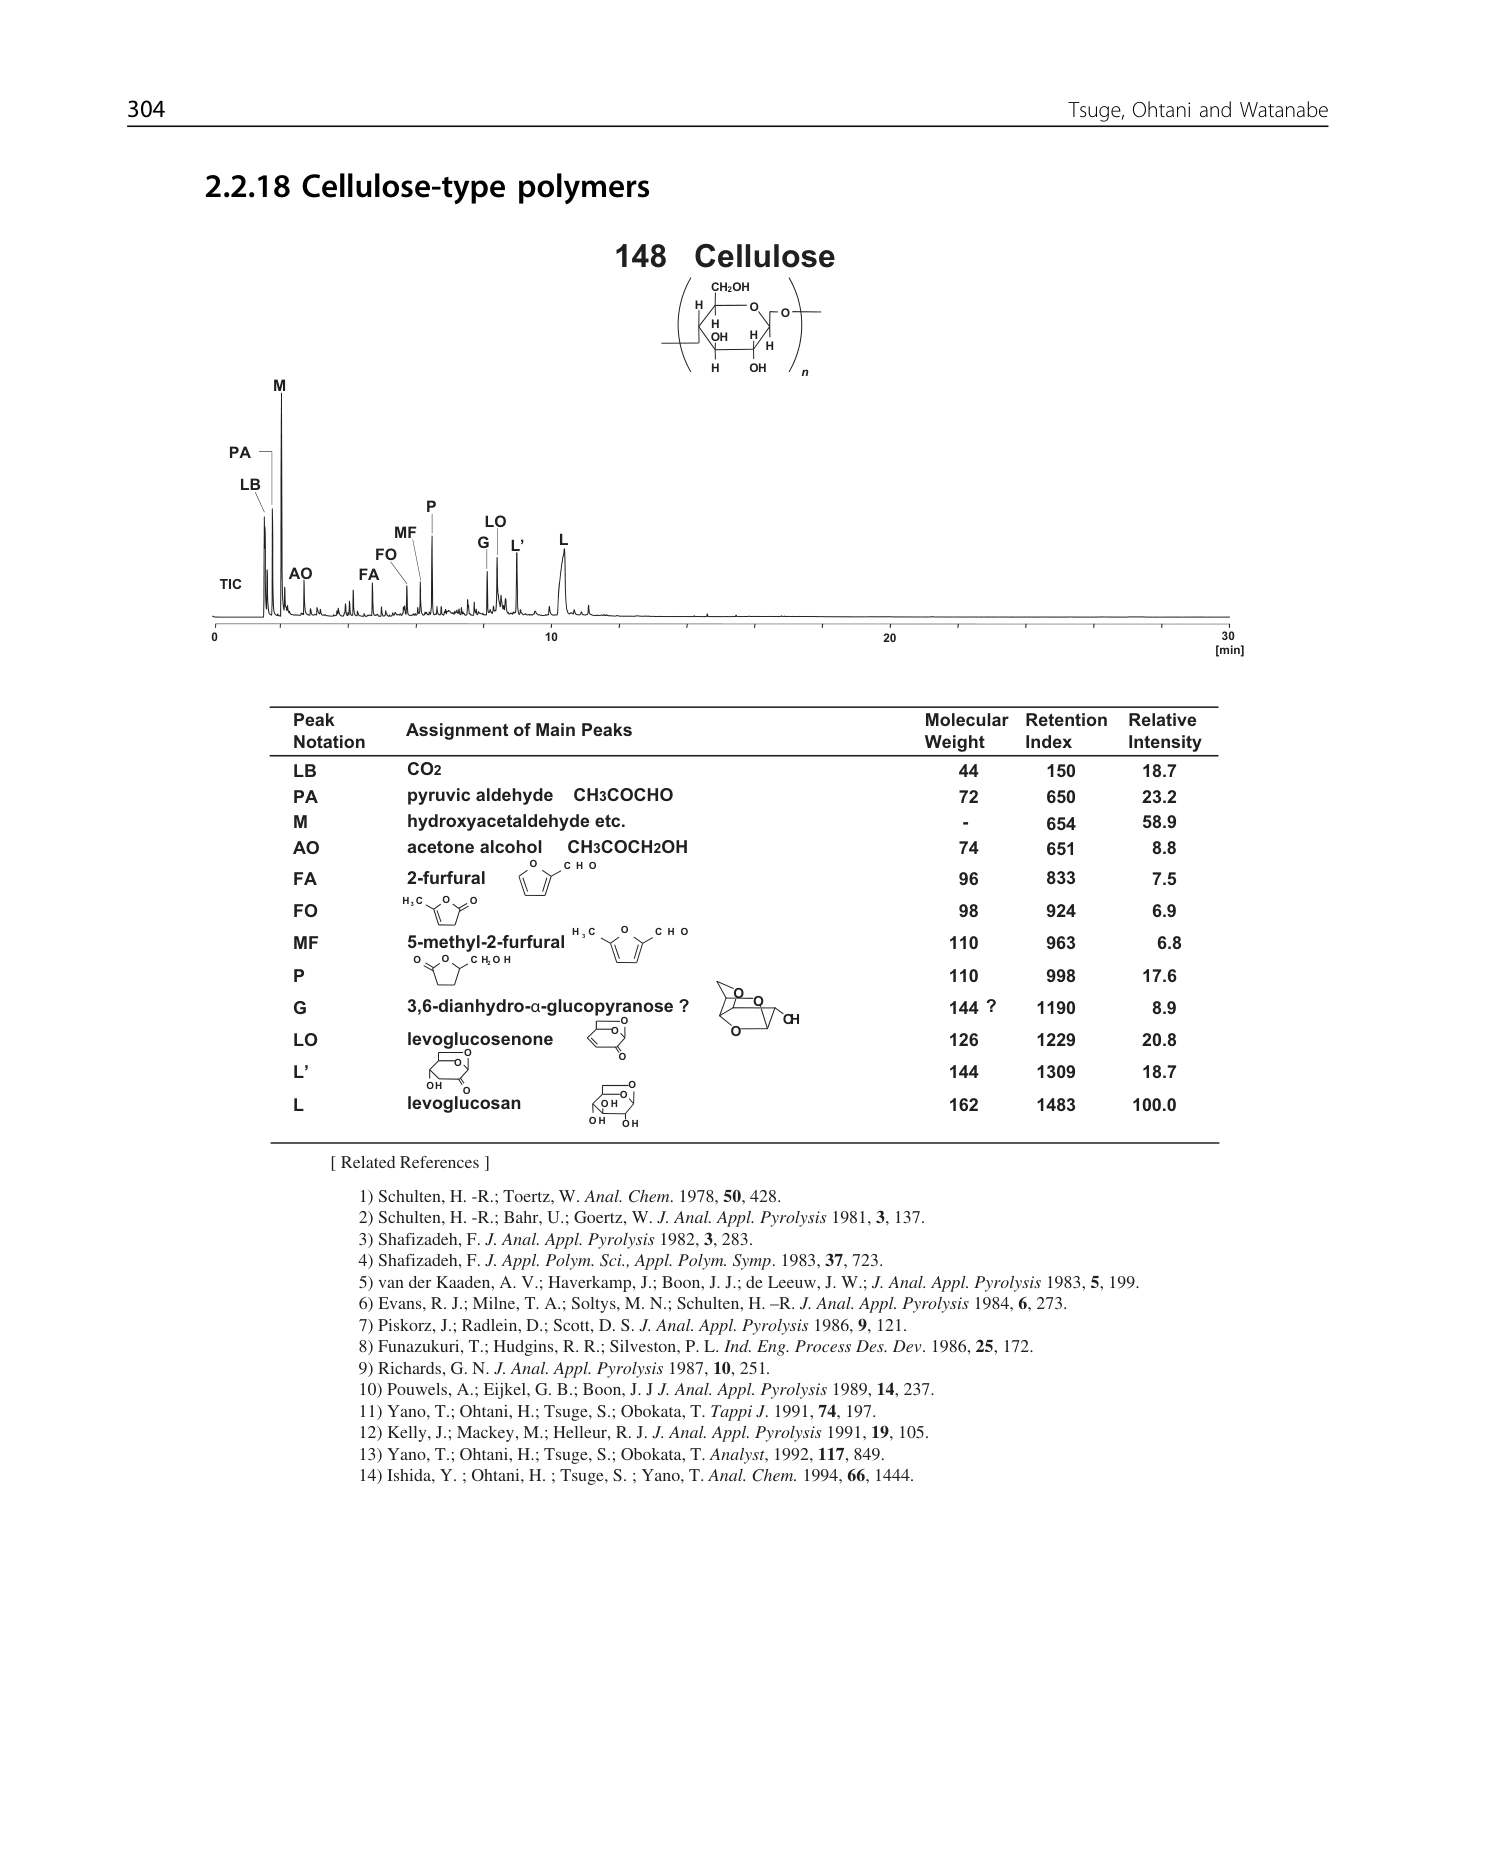 304 Tsuge, Ohtani and Watanabe
2.2.18 Cellulose-type polymers
148 Cellulose
CH2OH
H O O
H
OH H H
H OH n
M
PA
LB
P
LO
MF
G L’ L
FO
AO FA
TIC
0 10 20 30
[min]
Peak Notation Assignment of Main Peaks Molecular Weight Retention Index Relative Intensity
LB CO2 44 150 18.7
PA pyruvic aldehyde CH3COCHO 72 650 23.2
M hydroxyacetaldehyde etc. - 654 58.9
AO acetone alcohol CH3COCH2OH 74 651 8.8
FA 2-furfural O CHO 96 833 7.5
FO H3C O O 98 924 6.9
MF 5-methyl-2-furfural H3C O CHO 110 963 6.8
P O O CH2OH 110 998 17.6
G 3,6-dianhydro-α-glucopyranose ? O O O OH 144 ? 1190 8.9
LO levoglucosenone O O O 126 1229 20.8
L’ O O OH O 144 1309 18.7
L levoglucosan O O OH OH OH 162 1483 100.0
[ Related References ]
1) Schulten, H. -R.; Toertz, W. Anal. Chem. 1978, 50, 428.
2) Schulten, H. -R.; Bahr, U.; Goertz, W. J. Anal. Appl. Pyrolysis 1981, 3, 137.
3) Shafizadeh, F. J. Anal. Appl. Pyrolysis 1982, 3, 283.
4) Shafizadeh, F. J. Appl. Polym. Sci., Appl. Polym. Symp. 1983, 37, 723.
5) van der Kaaden, A. V.; Haverkamp, J.; Boon, J. J.; de Leeuw, J. W.; J. Anal. Appl. Pyrolysis 1983, 5, 199.
6) Evans, R. J.; Milne, T. A.; Soltys, M. N.; Schulten, H. –R. J. Anal. Appl. Pyrolysis 1984, 6, 273.
7) Piskorz, J.; Radlein, D.; Scott, D. S. J. Anal. Appl. Pyrolysis 1986, 9, 121.
8) Funazukuri, T.; Hudgins, R. R.; Silveston, P. L. Ind. Eng. Process Des. Dev. 1986, 25, 172.
9) Richards, G. N. J. Anal. Appl. Pyrolysis 1987, 10, 251.
10) Pouwels, A.; Eijkel, G. B.; Boon, J. J J. Anal. Appl. Pyrolysis 1989, 14, 237.
11) Yano, T.; Ohtani, H.; Tsuge, S.; Obokata, T. Tappi J. 1991, 74, 197.
12) Kelly, J.; Mackey, M.; Helleur, R. J. J. Anal. Appl. Pyrolysis 1991, 19, 105.
13) Yano, T.; Ohtani, H.; Tsuge, S.; Obokata, T. Analyst, 1992, 117, 849.
14) Ishida, Y. ; Ohtani, H. ; Tsuge, S. ; Yano, T. Anal. Chem. 1994, 66, 1444.